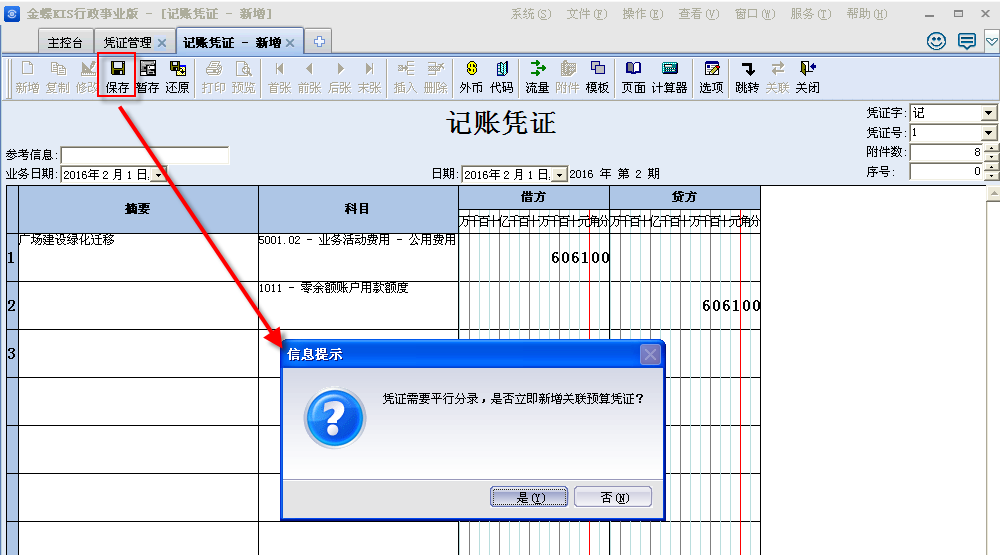 金蝶KIS行政事业版 - [记账凭证 - 新增]
系统(S) 文件(F) 操作(E) 查看(V) 窗口(W) 服务(T) 帮助(H)
主控台 凭证管理 记账凭证 - 新增
新增 复制 修改 保存 暂存 还原 打印 预览 首张 前张 后张 末张 插入 删除 外币 代码 流量 附件 模板 页面 计算器 选项 跳转 关联 关闭
记账凭证
凭证字: 记
凭证号: 1
附件数: 8
序号: 0
参考信息:
业务日期: 2016年 2 月 1 日
日期: 2016年 2 月 1 日 2016 年 第 2 期
摘要 科目 借方 贷方
万千百十亿千百十万千百十元角分 万千百十亿千百十万千百十元角分
1 广场建设绿化迁移 5001.02 - 业务活动费用 - 公用费用 606100
2 1011 - 零余额账户用款额度 606100
3
信息提示
凭证需要平行分录，是否立即新增关联预算凭证?
是(Y) 否(N)